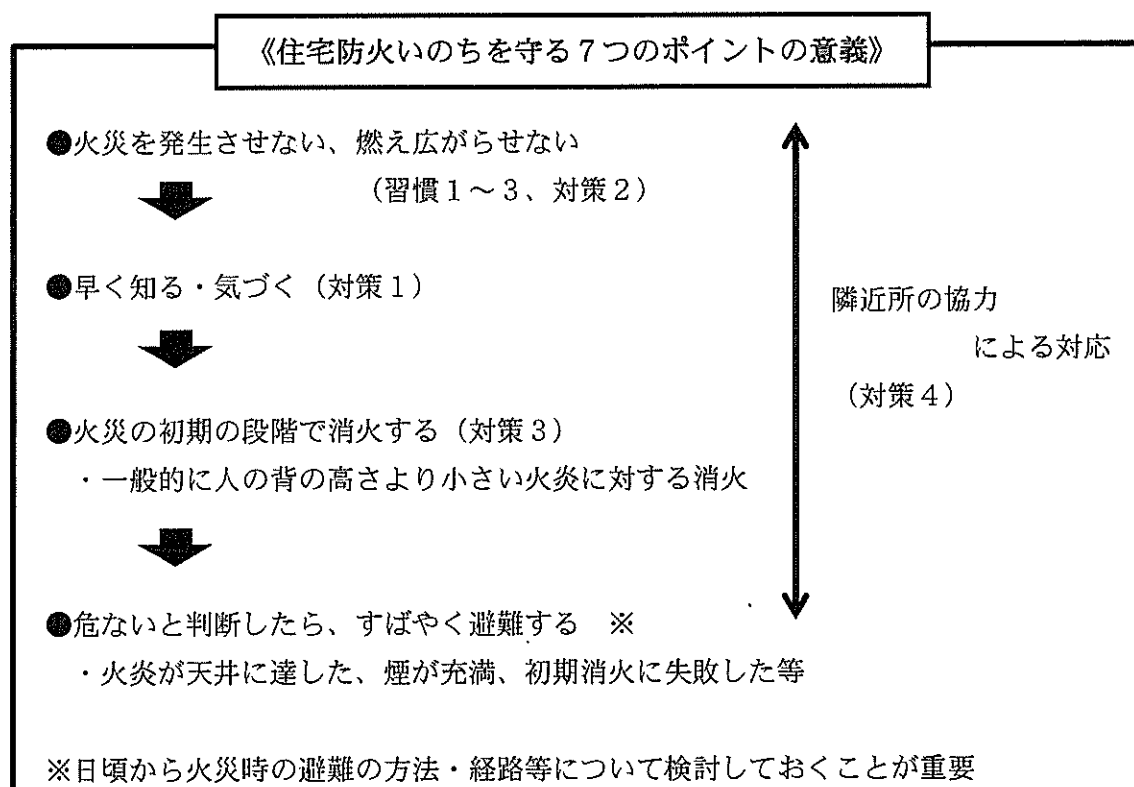 《住宅防火いのちを守る７つのポイントの意義》
●火災を発生させない、燃え広がらせない
（習慣１～３、対策２）
●早く知る・気づく（対策１）
●火災の初期の段階で消火する（対策３）
・一般的に人の背の高さより小さい火炎に対する消火
●危ないと判断したら、すばやく避難する　※
・火炎が天井に達した、煙が充満、初期消火に失敗した等
隣近所の協力
による対応
（対策４）
※日頃から火災時の避難の方法・経路等について検討しておくことが重要